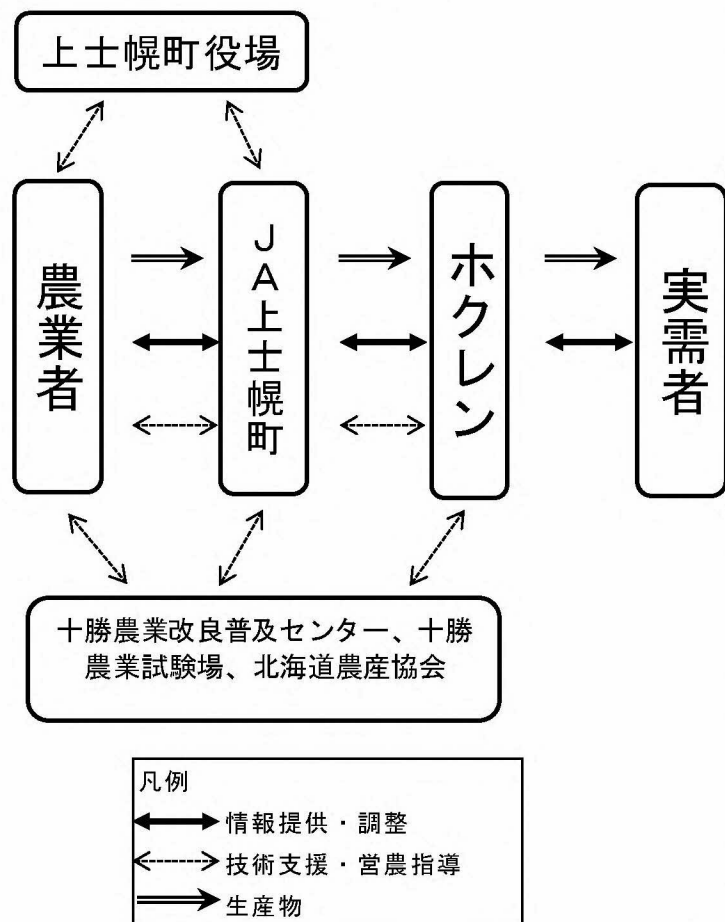 上士幌町役場
農業者
JA上士幌町
ホクレン
実需者
十勝農業改良普及センター、十勝
農業試験場、北海道農産協会
凡例
情報提供・調整
技術支援・営農指導
生産物